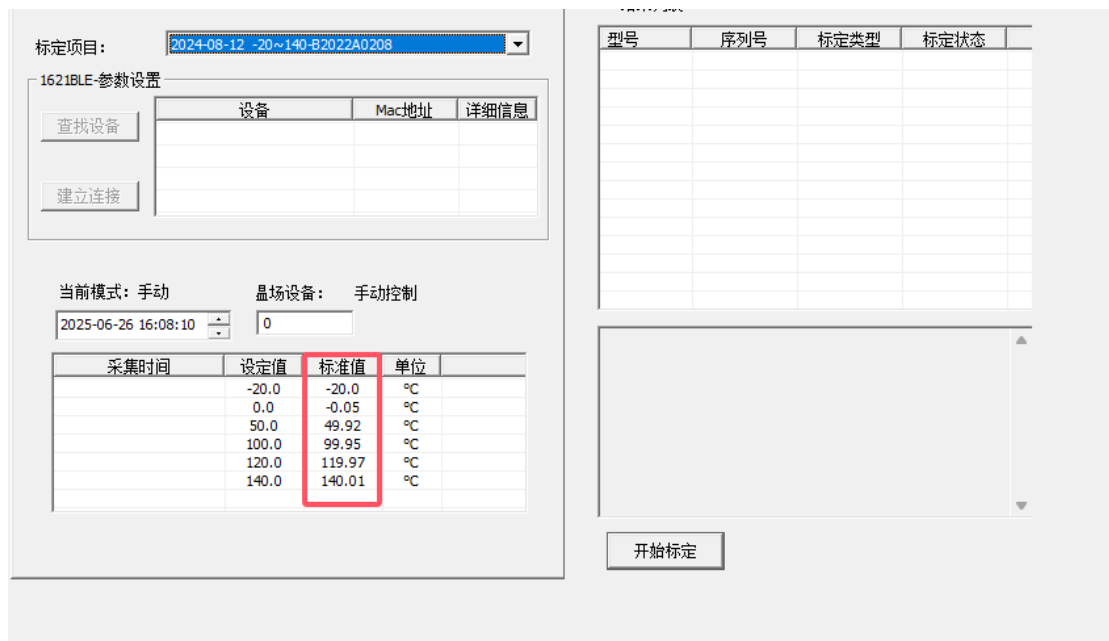 标定项目：
2024-08-12 -20~140-B2022A0208
1621BLE-参数设置
查找设备
设备 Mac地址 详细信息
建立连接
当前模式：手动 温场设备： 手动控制
2025-06-26 16:08:10 0
采集时间 设定值 标准值 单位
-20.0 -20.0 ℃
0.0 -0.05 ℃
50.0 49.92 ℃
100.0 99.95 ℃
120.0 119.97 ℃
140.0 140.01 ℃
型号 序列号 标定类型 标定状态
开始标定